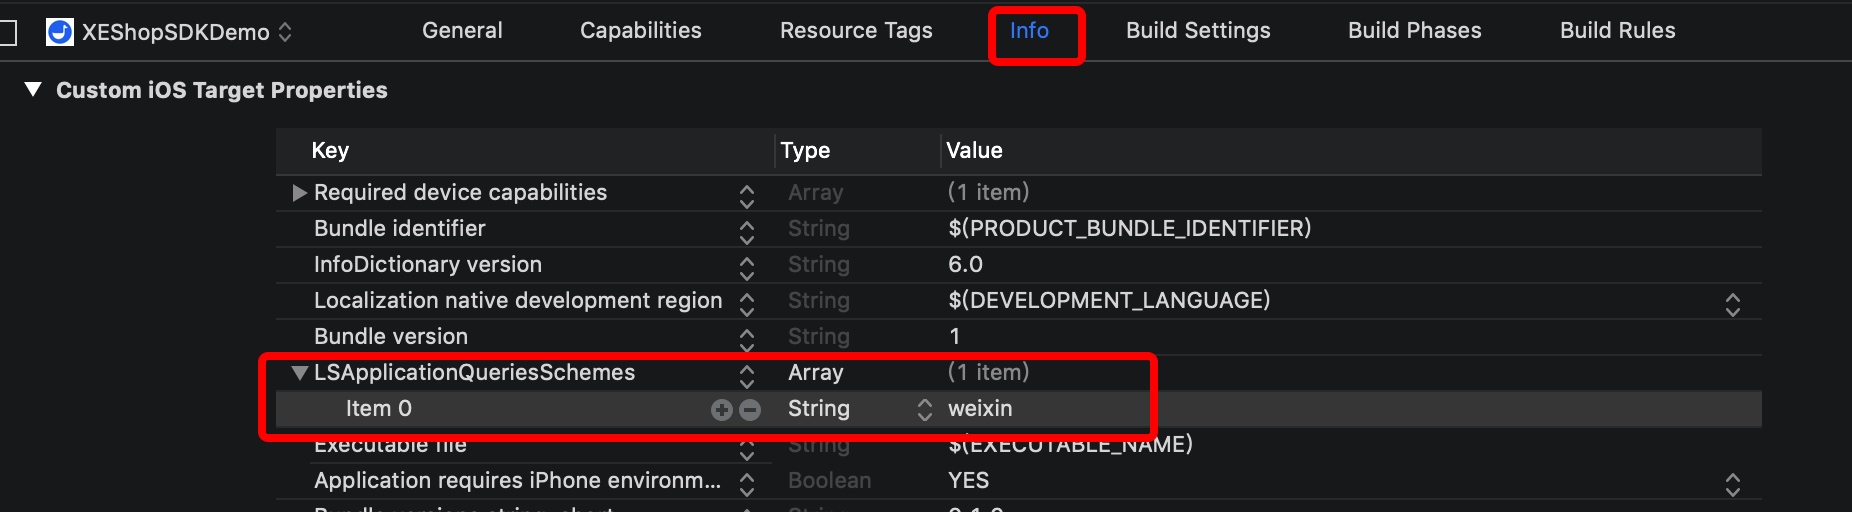 XEShopSDKDemo General Capabilities Resource Tags Info Build Settings Build Phases Build Rules
Custom iOS Target Properties
Key Type Value
Required device capabilities Array (1 item)
Bundle identifier String $(PRODUCT_BUNDLE_IDENTIFIER)
InfoDictionary version String 6.0
Localization native development region String $(DEVELOPMENT_LANGUAGE)
Bundle version String 1
LSApplicationQueriesSchemes Array (1 item)
Item 0 String weixin
Executable file String $(EXECUTABLE_NAME)
Application requires iPhone environm... Boolean YES